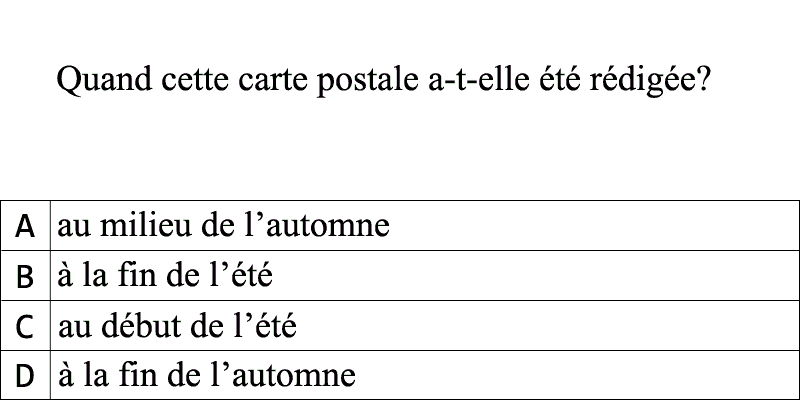 Quand cette carte postale a-t-elle été rédigée?
A au milieu de l’automne
B à la fin de l’été
C au début de l’été
D à la fin de l’automne